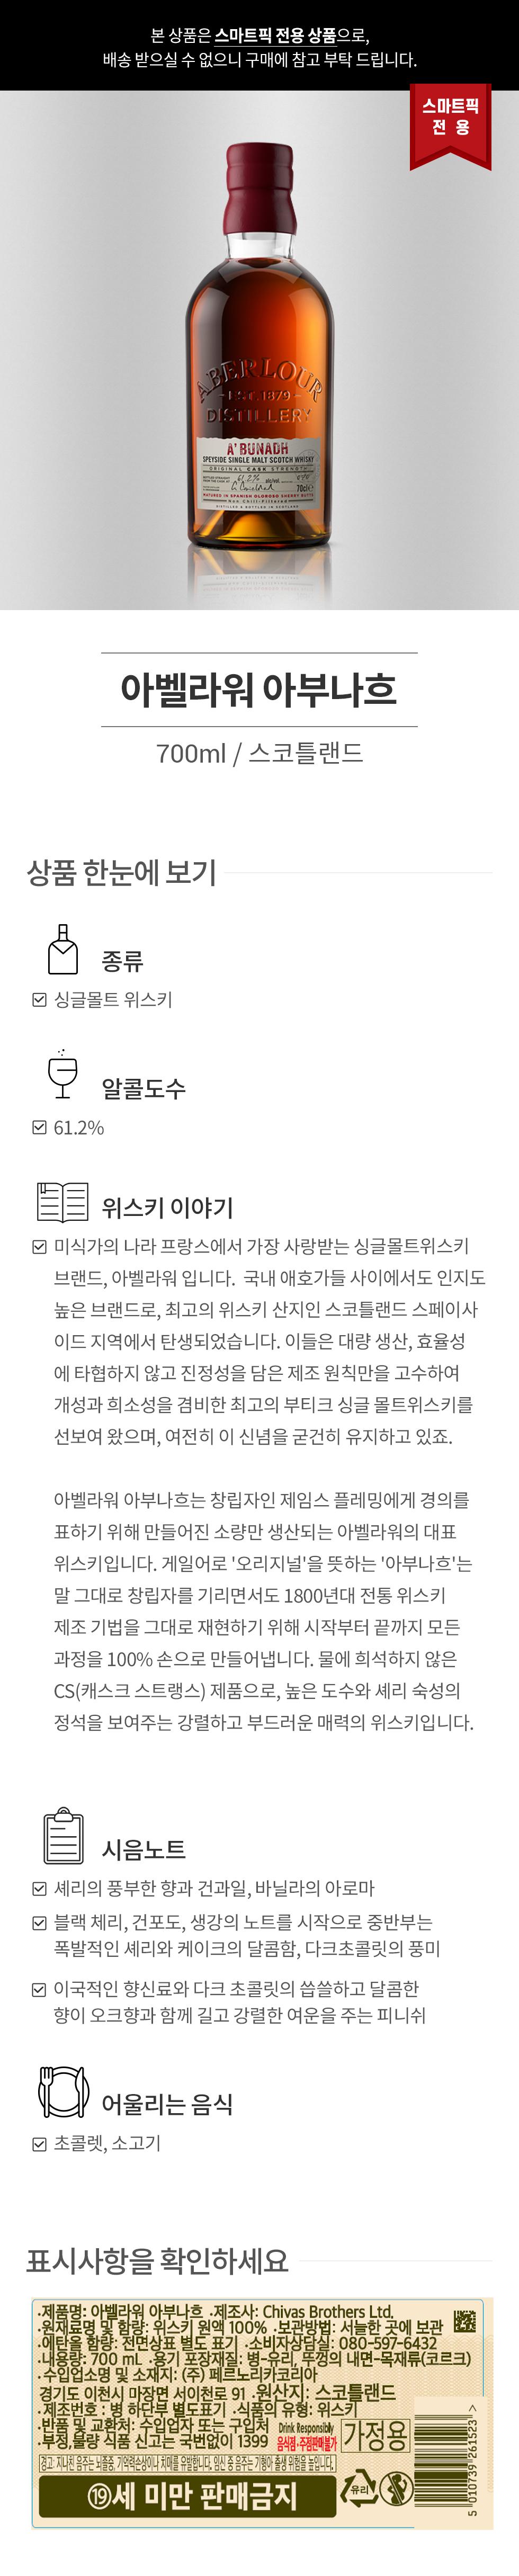 본 상품은 스마트픽 전용 상품으로,
배송 받으실 수 없으니 구매에 참고 부탁 드립니다.
스마트픽
전 용
ABERLOUR
EST. 1879
DISTILLERY
A'BUNADH
SPEYSIDE SINGLE MALT SCOTCH WHISKY
ORIGINAL CASK STRENGTH
61.2%
70cl
MATURED IN SPANISH OLOROSO SHERRY BUTTS
Non Chill-Filtered
DISTILLED & BOTTLED IN SCOTLAND
아벨라워 아부나흐
700ml / 스코틀랜드
상품 한눈에 보기
종류
싱글몰트 위스키
알콜도수
61.2%
위스키 이야기
미식가의 나라 프랑스에서 가장 사랑받는 싱글몰트위스키
브랜드, 아벨라워 입니다. 국내 애호가들 사이에서도 인지도
높은 브랜드로, 최고의 위스키 산지인 스코틀랜드 스페이사
이드 지역에서 탄생되었습니다. 이들은 대량 생산, 효율성
에 타협하지 않고 진정성을 담은 제조 원칙만을 고수하여
개성과 희소성을 겸비한 최고의 부티크 싱글 몰트위스키를
선보여 왔으며, 여전히 이 신념을 굳건히 유지하고 있죠.
아벨라워 아부나흐는 창립자인 제임스 플레밍에게 경의를
표하기 위해 만들어진 소량만 생산되는 아벨라워의 대표
위스키입니다. 게일어로 '오리지널'을 뜻하는 '아부나흐'는
말 그대로 창립자를 기리면서도 1800년대 전통 위스키
제조 기법을 그대로 재현하기 위해 시작부터 끝까지 모든
과정을 100% 손으로 만들어냅니다. 물에 희석하지 않은
CS(캐스크 스트랭스) 제품으로, 높은 도수와 셰리 숙성의
정석을 보여주는 강렬하고 부드러운 매력의 위스키입니다.
시음노트
셰리의 풍부한 향과 건과일, 바닐라의 아로마
블랙 체리, 건포도, 생강의 노트를 시작으로 중반부는
폭발적인 셰리와 케이크의 달콤함, 다크초콜릿의 풍미
이국적인 향신료와 다크 초콜릿의 씁쓸하고 달콤한
향이 오크향과 함께 길고 강렬한 여운을 주는 피니쉬
어울리는 음식
초콜렛, 소고기
표시사항을 확인하세요
·제품명: 아벨라워 아부나흐 ·제조사: Chivas Brothers Ltd.
·원재료명 및 함량: 위스키 원액 100% ·보관방법: 서늘한 곳에 보관
·에탄올 함량: 전면상표 별도 표기 ·소비자상담실: 080-597-6432
·내용량: 700 mL ·용기 포장재질: 병-유리, 뚜껑의 내면-목재류(코르크)
·수입업소명 및 소재지: (주) 페르노리카코리아
경기도 이천시 마장면 서이천로 91 ·원산지: 스코틀랜드
·제조번호 : 병 하단부 별도표기 ·식품의 유형: 위스키
·반품 및 교환처: 수입업자 또는 구입처 Drink Responsibly
·부정,불량 식품 신고는 국번없이 1399 음식점·주점판매불가
가정용
경고: 지나친 음주는 뇌졸중, 기억력손상이나 치매를 유발합니다. 임신 중 음주는 기형아 출생 위험을 높입니다.
⑲세 미만 판매금지
유리
5 010739 261523 >